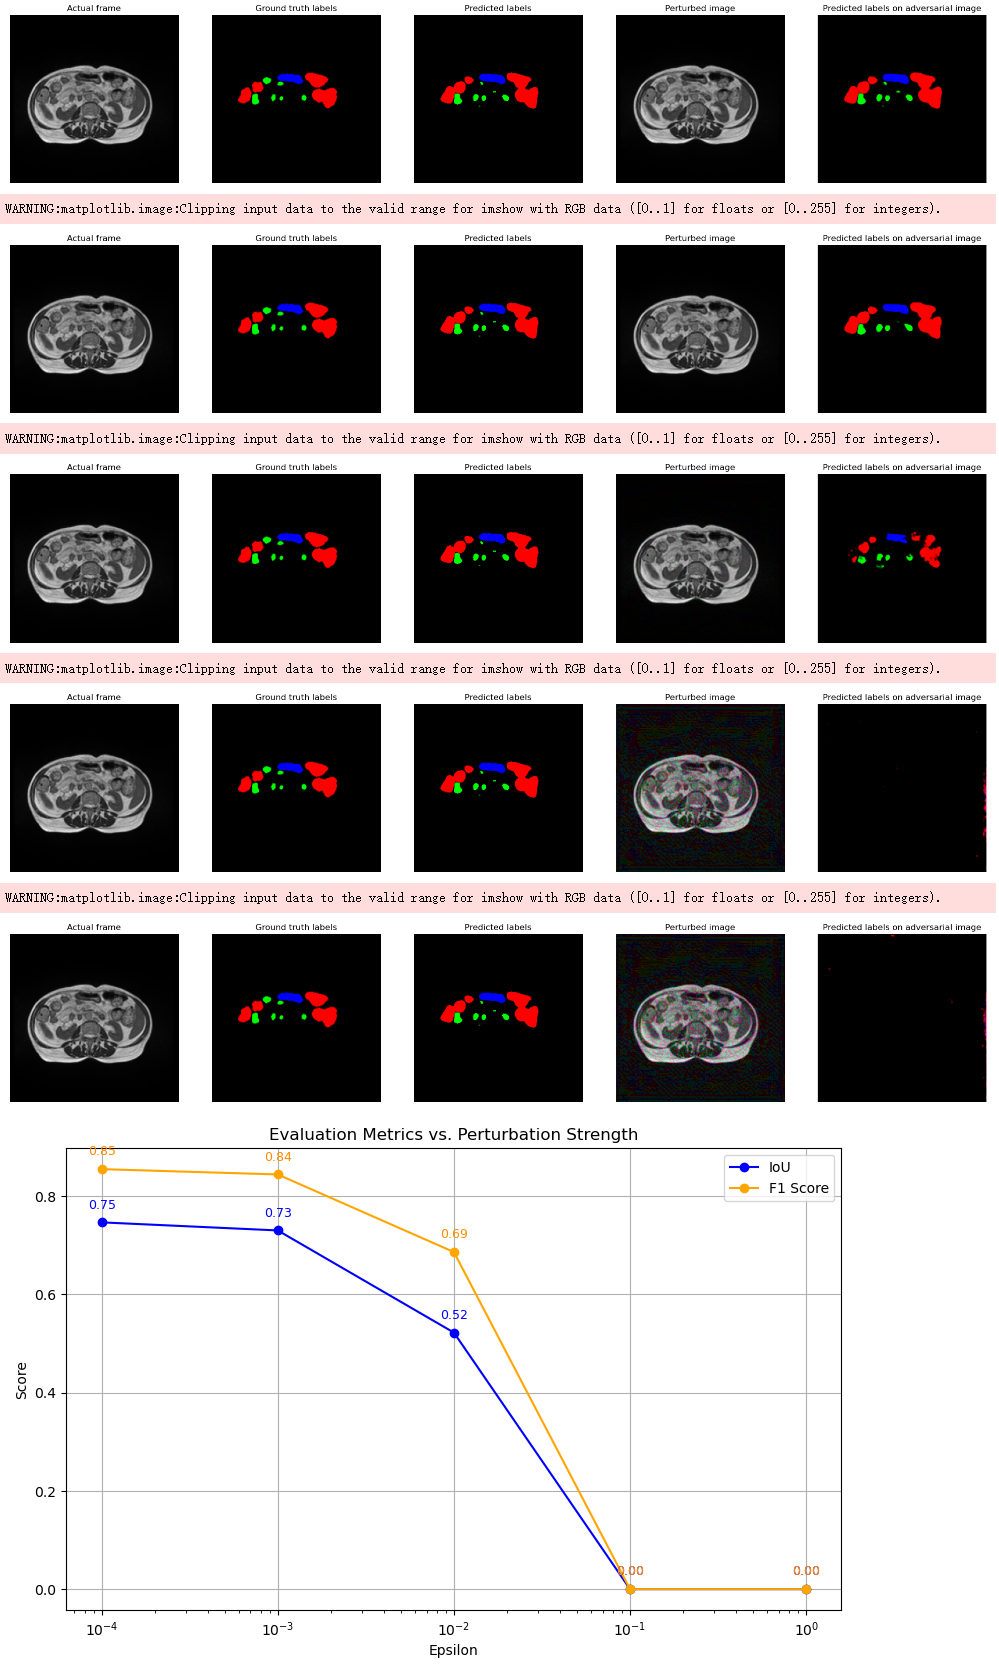 Actual frame Ground truth labels Predicted labels Perturbed image Predicted labels on adversarial image
WARNING:matplotlib.image:Clipping input data to the valid range for imshow with RGB data ([0..1] for floats or [0..255] for integers).
Actual frame Ground truth labels Predicted labels Perturbed image Predicted labels on adversarial image
WARNING:matplotlib.image:Clipping input data to the valid range for imshow with RGB data ([0..1] for floats or [0..255] for integers).
Actual frame Ground truth labels Predicted labels Perturbed image Predicted labels on adversarial image
WARNING:matplotlib.image:Clipping input data to the valid range for imshow with RGB data ([0..1] for floats or [0..255] for integers).
Actual frame Ground truth labels Predicted labels Perturbed image Predicted labels on adversarial image
WARNING:matplotlib.image:Clipping input data to the valid range for imshow with RGB data ([0..1] for floats or [0..255] for integers).
Actual frame Ground truth labels Predicted labels Perturbed image Predicted labels on adversarial image
Evaluation Metrics vs. Perturbation Strength
0.85
0.84
IoU
F1 Score
0.8
0.75
0.73
0.69
0.6
0.52
Score
0.4
0.2
0.00
0.00
0.00
0.00
0.0
10⁻⁴ 10⁻³ 10⁻² 10⁻¹ 10⁰
Epsilon